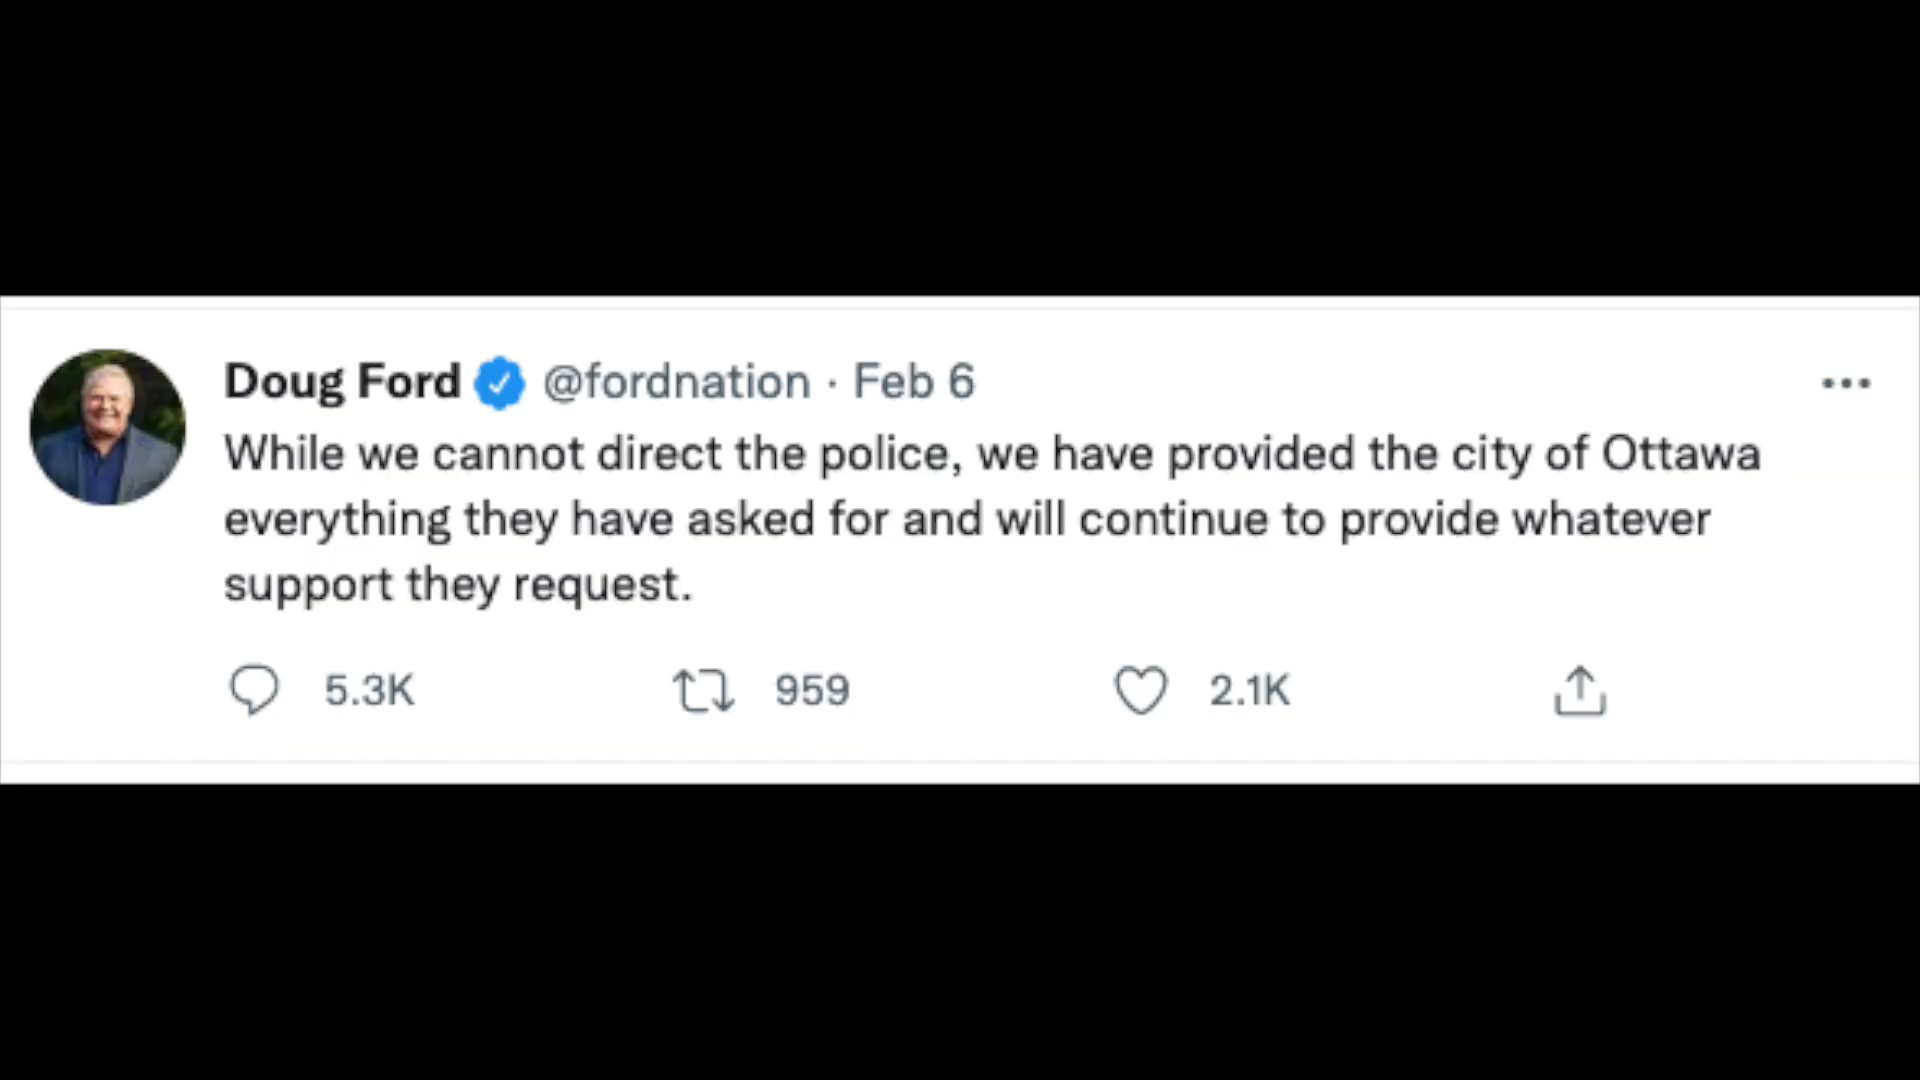 Doug Ford @fordnation · Feb 6
While we cannot direct the police, we have provided the city of Ottawa
everything they have asked for and will continue to provide whatever
support they request.
5.3K 959 2.1K